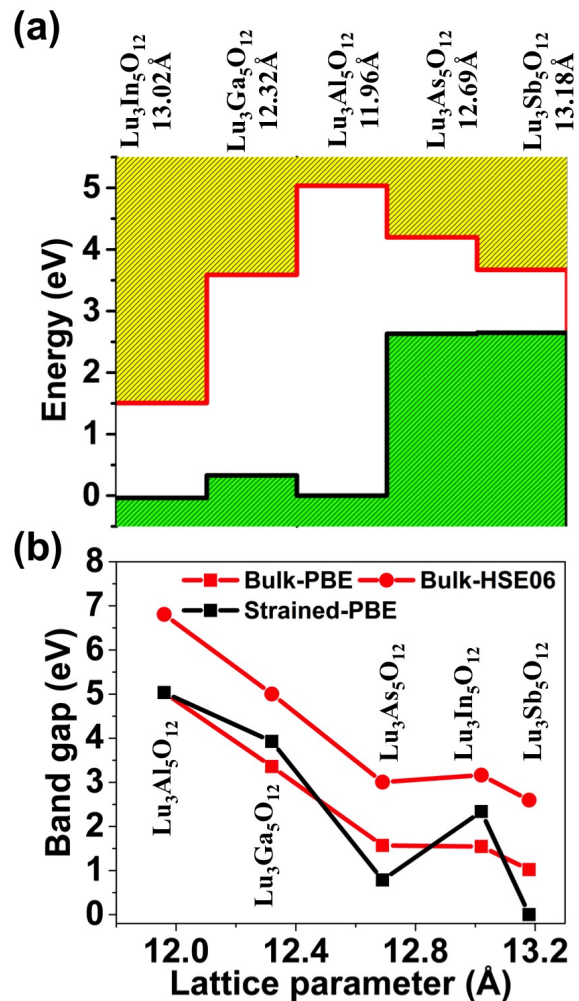 (a)
Lu₃In₅O₁₂
13.02Å
Lu₃Ga₅O₁₂
12.32Å
Lu₃Al₅O₁₂
11.96Å
Lu₃As₅O₁₂
12.69Å
Lu₃Sb₅O₁₂
13.18Å
Energy (eV)
5
4
3
2
1
0
(b)
Band gap (eV)
8
7
6
5
4
3
2
1
0
Bulk-PBE
Bulk-HSE06
Strained-PBE
Lu₃Al₅O₁₂
Lu₃Ga₅O₁₂
Lu₃As₅O₁₂
Lu₃In₅O₁₂
Lu₃Sb₅O₁₂
12.0 12.4 12.8 13.2
Lattice parameter (Å)